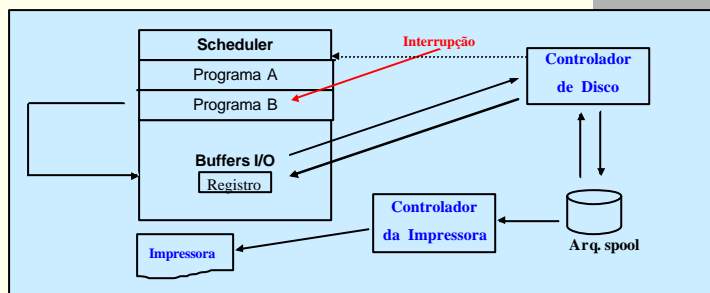 Scheduler
Programa A
Programa B
Buffers I/O
Registro
Interrupção
Controlador
de Disco
Controlador
da Impressora
Impressora
Arq. spool